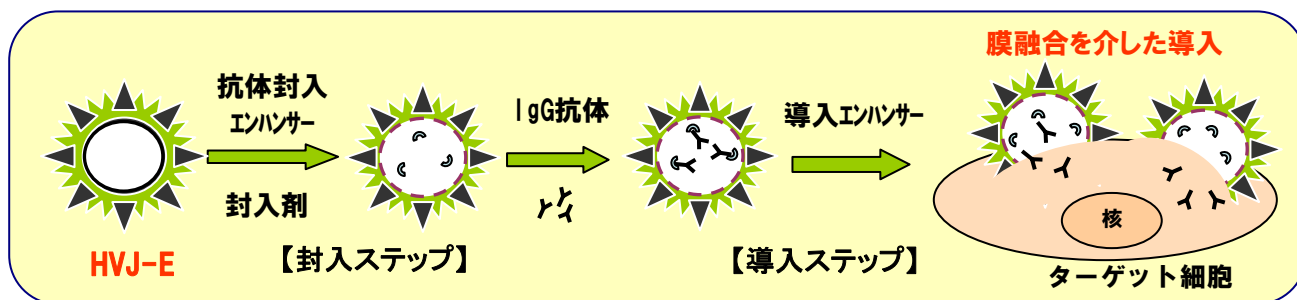 HVJ-E
抗体封入
エンハンサー
封入剤
【封入ステップ】
IgG抗体
導入エンハンサー
【導入ステップ】
膜融合を介した導入
核
ターゲット細胞